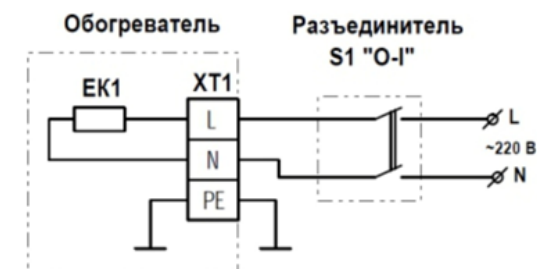 Обогреватель
Разъединитель
S1 "O-I"
EK1
XT1
L
N
PE
L
~220 В
N